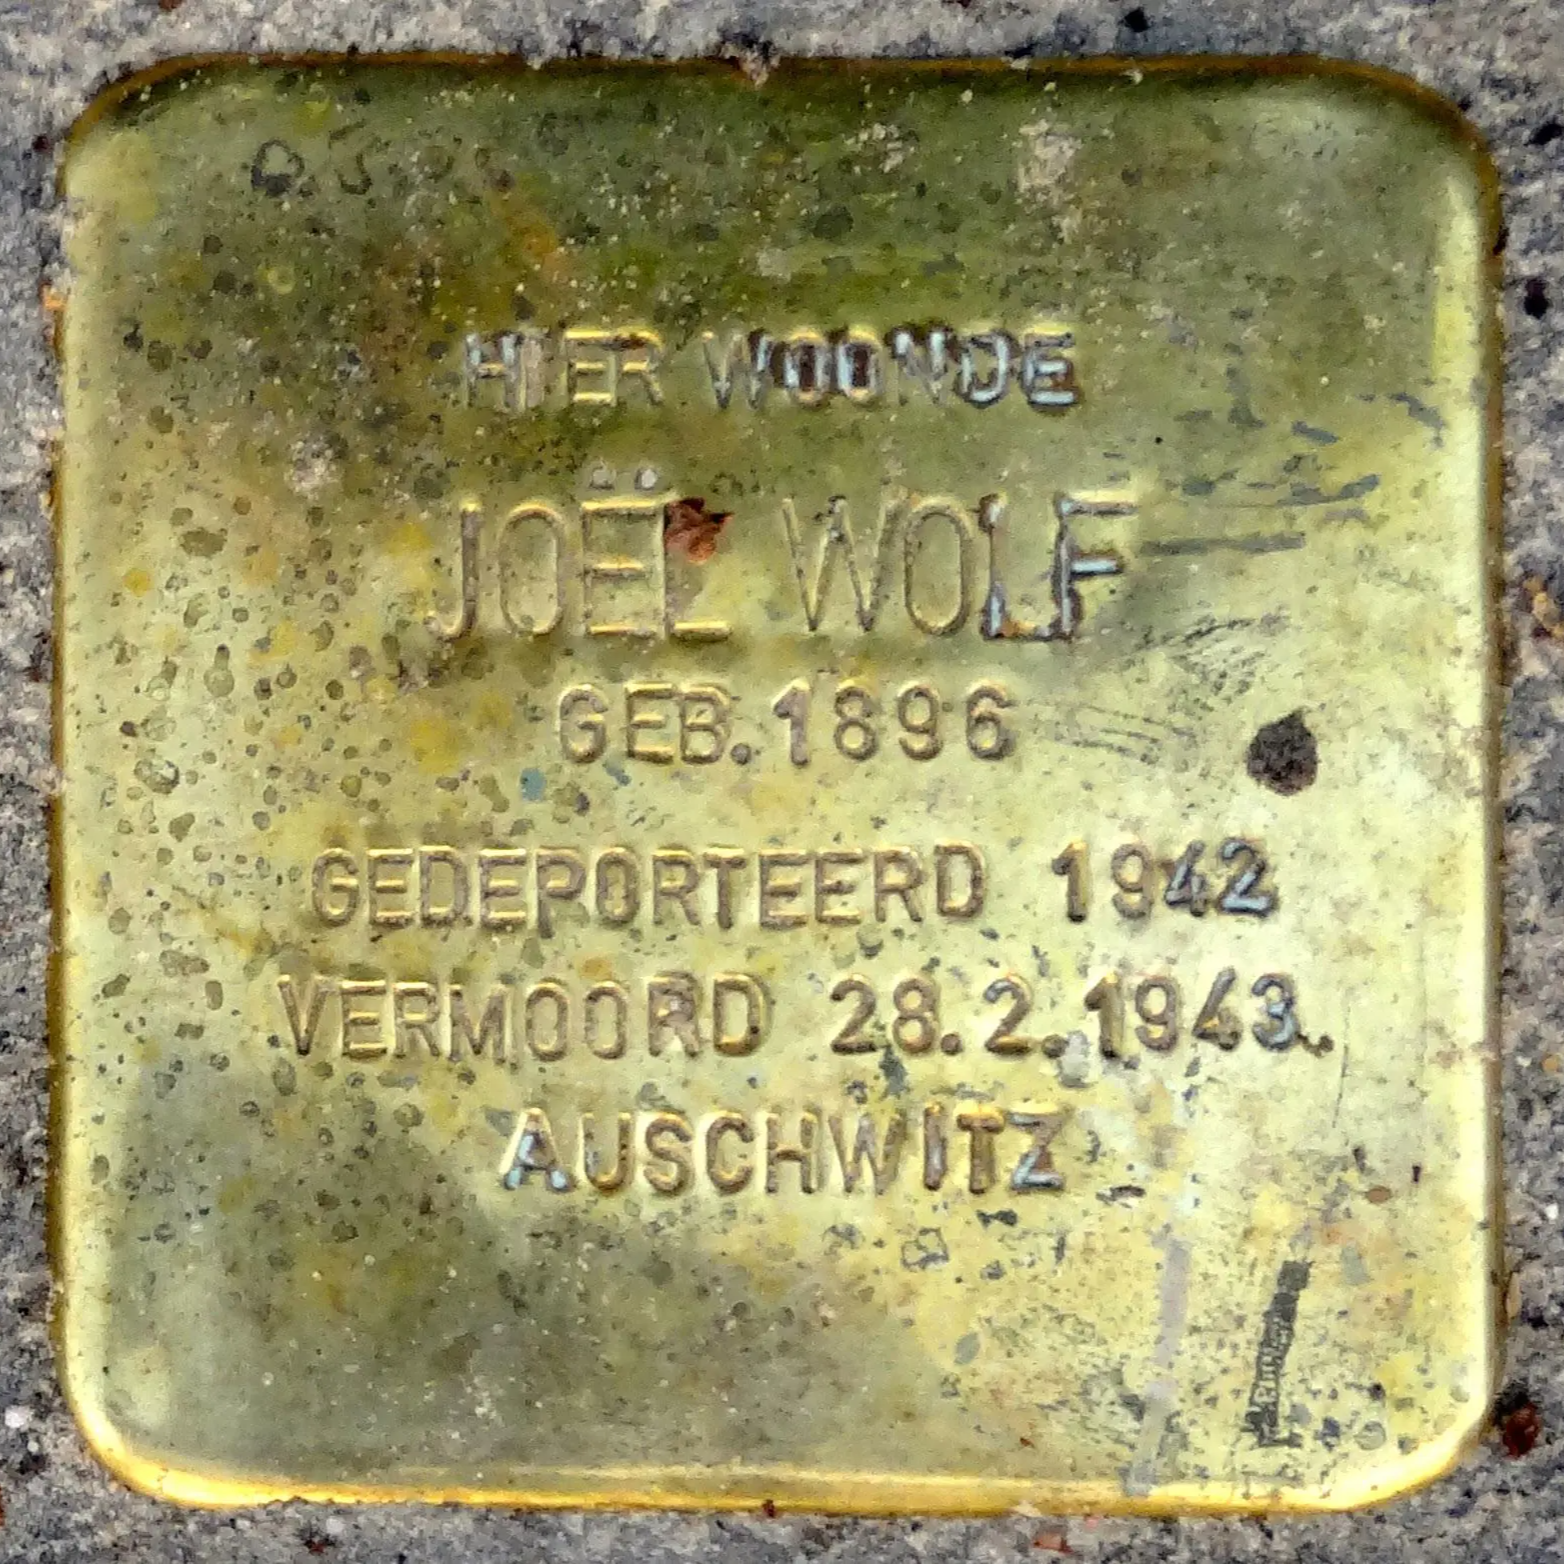 HIER WOONDE
JOËL WOLF
GEB. 1896
GEDEPORTEERD 1942
VERMOORD 28.2.1943.
AUSCHWITZ